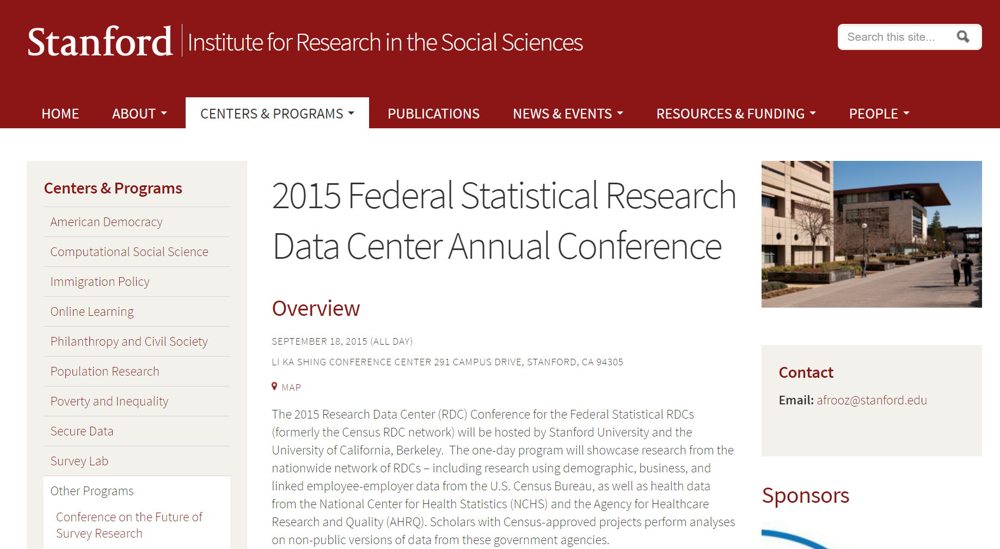 Stanford
Institute for Research in the Social Sciences
Search this site...
HOME
ABOUT
CENTERS & PROGRAMS
PUBLICATIONS
NEWS & EVENTS
RESOURCES & FUNDING
PEOPLE
Centers & Programs
American Democracy
Computational Social Science
Immigration Policy
Online Learning
Philanthropy and Civil Society
Population Research
Poverty and Inequality
Secure Data
Survey Lab
Other Programs
Conference on the Future of
Survey Research
2015 Federal Statistical Research
Data Center Annual Conference
Overview
SEPTEMBER 18, 2015 (ALL DAY)
LI KA SHING CONFERENCE CENTER 291 CAMPUS DRIVE, STANFORD, CA 94305
MAP
The 2015 Research Data Center (RDC) Conference for the Federal Statistical RDCs
(formerly the Census RDC network) will be hosted by Stanford University and the
University of California, Berkeley.  The one-day program will showcase research from the
nationwide network of RDCs – including research using demographic, business, and
linked employee-employer data from the U.S. Census Bureau, as well as health data
from the National Center for Health Statistics (NCHS) and the Agency for Healthcare
Research and Quality (AHRQ). Scholars with Census-approved projects perform analyses
on non-public versions of data from these government agencies.
Contact
Email: afrooz@stanford.edu
Sponsors